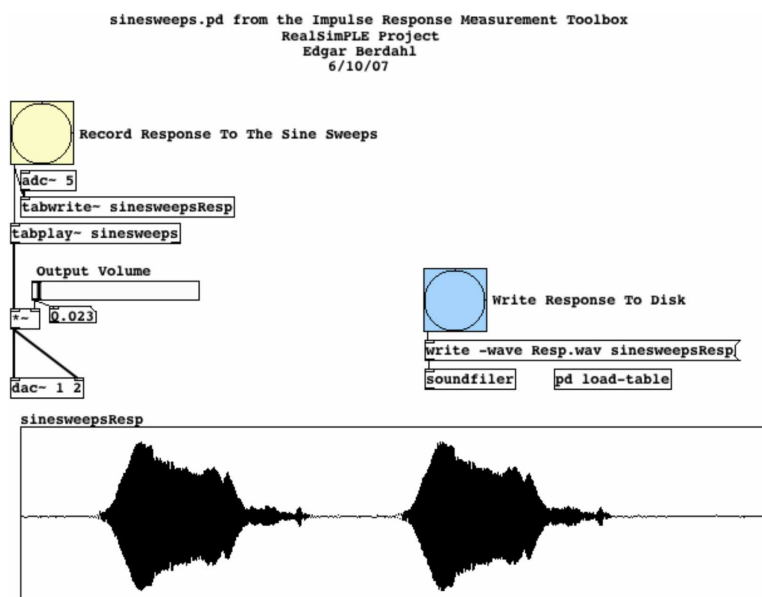 sinesweeps.pd from the Impulse Response Measurement Toolbox
RealSimPLE Project
Edgar Berdahl
6/10/07
Record Response To The Sine Sweeps
adc~ 5
tabwrite~ sinesweepsResp
tabplay~ sinesweeps
Output Volume
0.023
*~
dac~ 1 2
Write Response To Disk
write -wave Resp.wav sinesweepsResp
soundfiler
pd load-table
sinesweepsResp